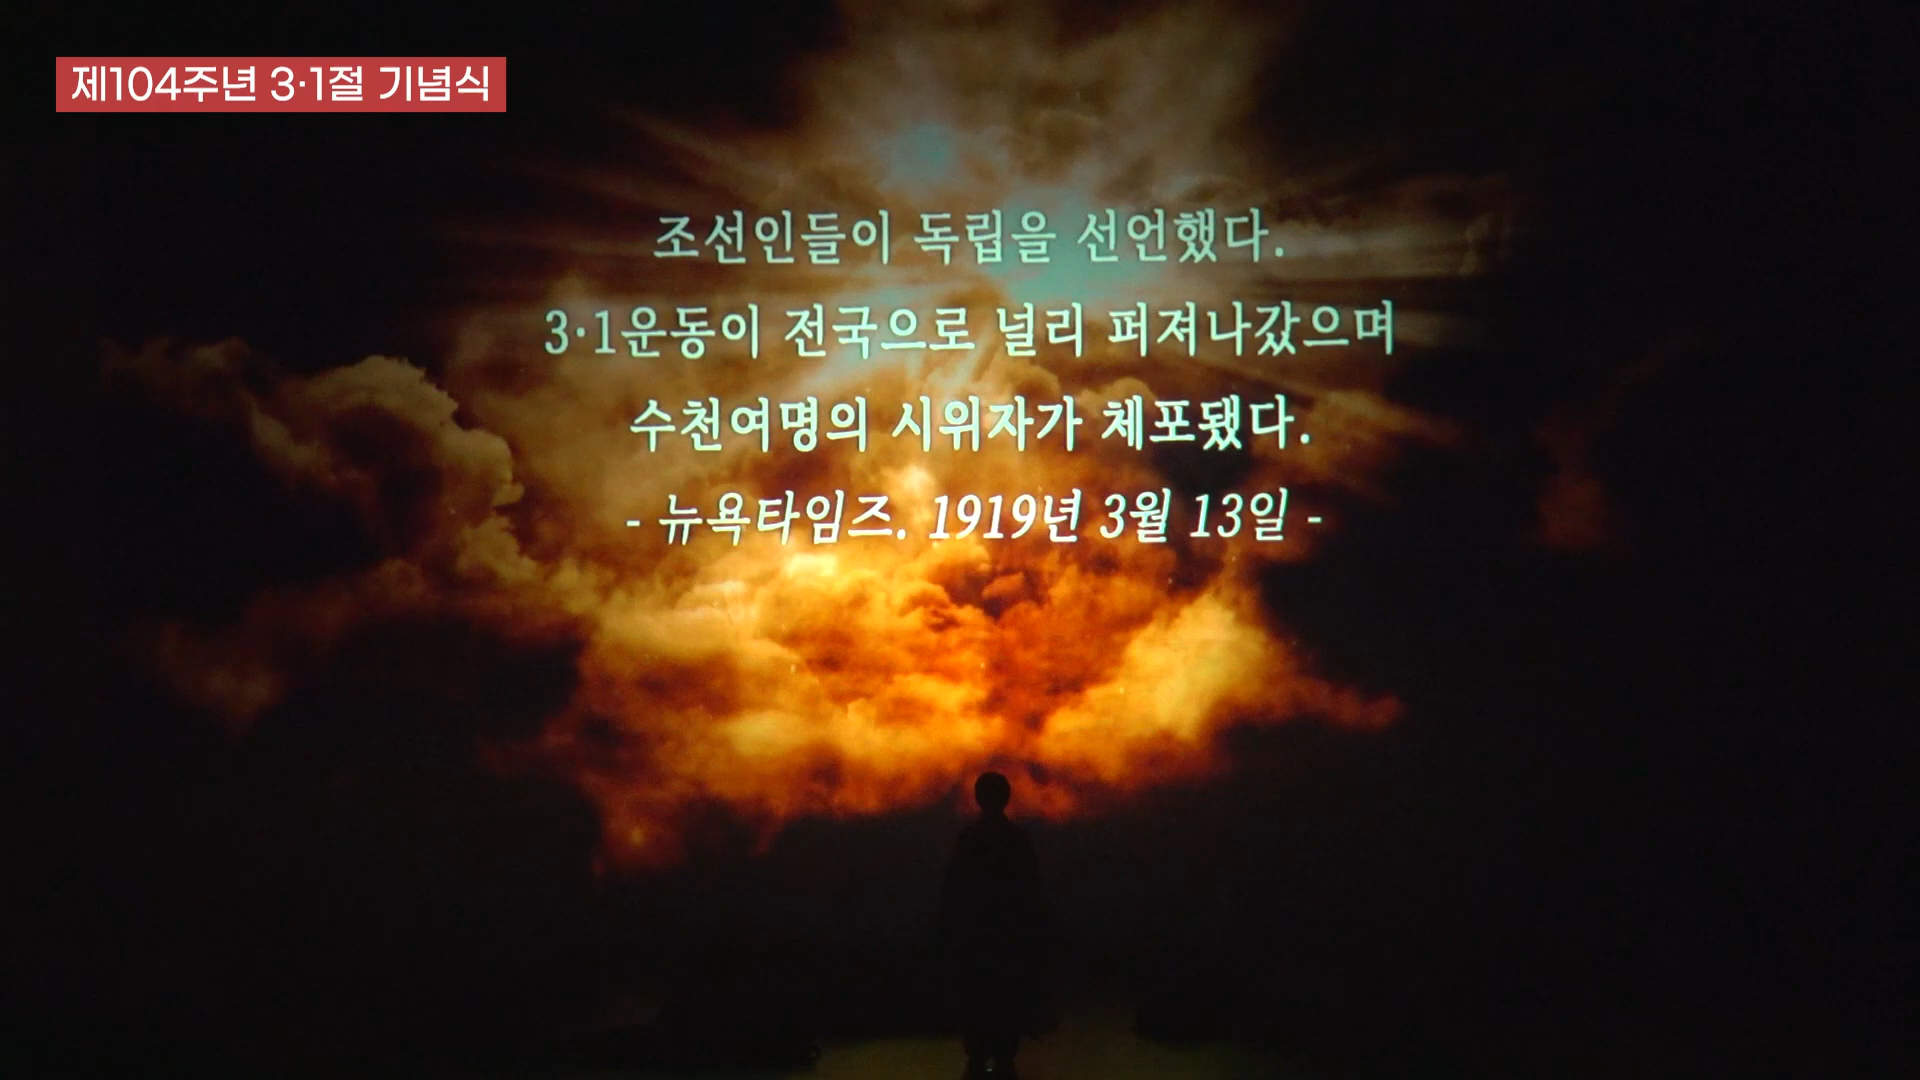 제104주년 3·1절 기념식
조선인들이 독립을 선언했다.
3·1운동이 전국으로 널리 퍼져나갔으며
수천여명의 시위자가 체포됐다.
- 뉴욕타임즈. 1919년 3월 13일 -